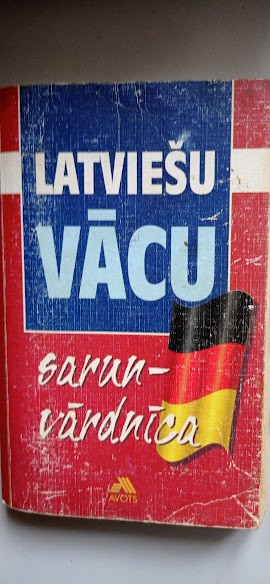 LATVIEŠU
VĀCU
sarun-
vārdnīca
AVOTS